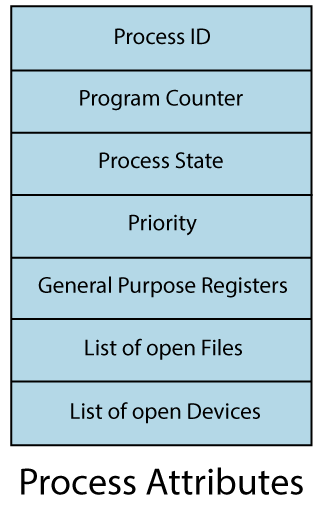 Process ID
Program Counter
Process State
Priority
General Purpose Registers
List of open Files
List of open Devices
Process Attributes